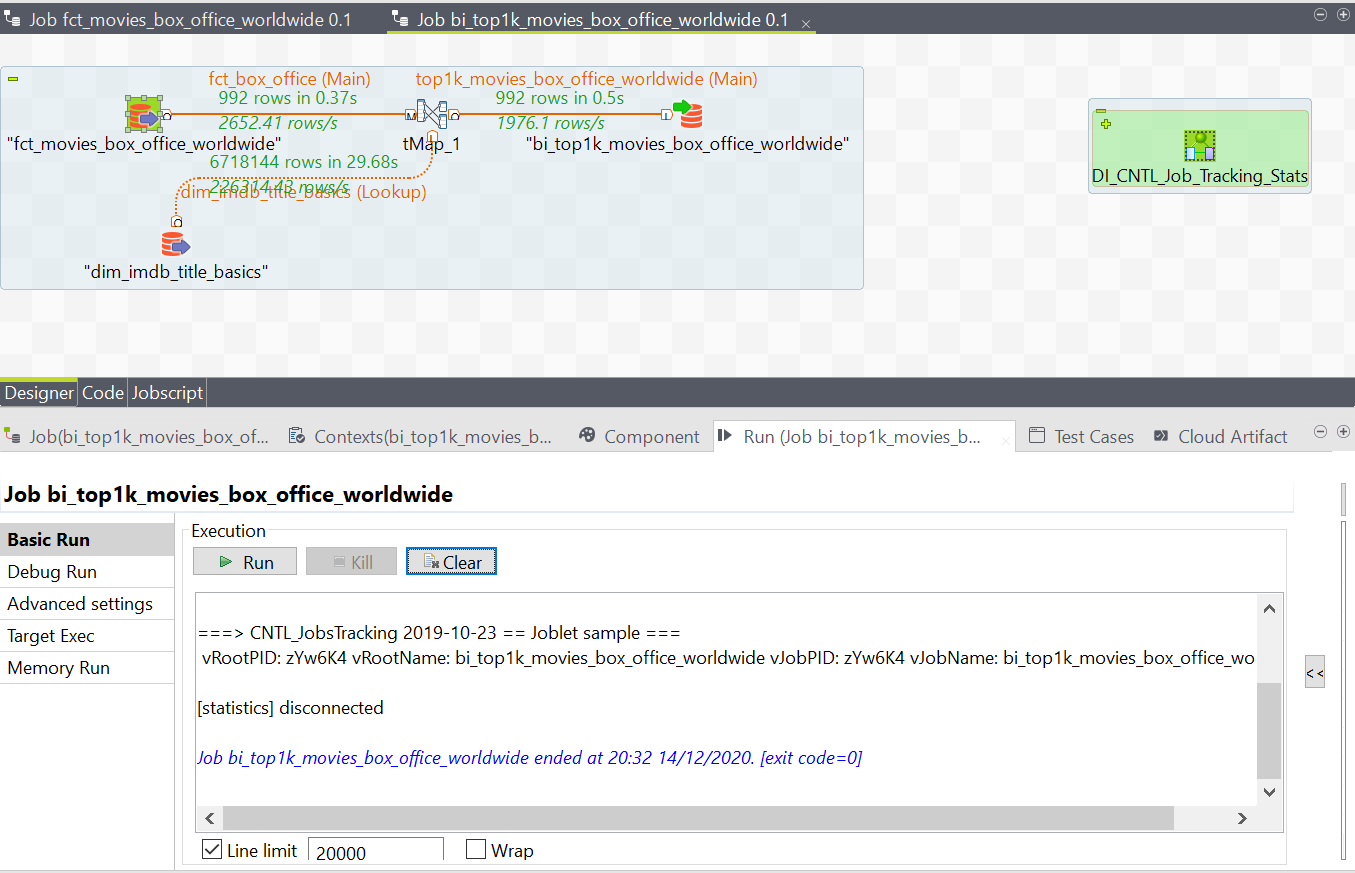 Job fct_movies_box_office_worldwide 0.1
Job bi_top1k_movies_box_office_worldwide 0.1
fct_box_office (Main)
top1k_movies_box_office_worldwide (Main)
992 rows in 0.37s
992 rows in 0.5s
2652.41 rows/s
1976.1 rows/s
"fct_movies_box_office_worldwide"
tMap_1
"bi_top1k_movies_box_office_worldwide"
6718144 rows in 29.68s
226314.43 rows/s
dim_imdb_title_basics (Lookup)
"dim_imdb_title_basics"
DI_CNTL_Job_Tracking_Stats
Designer
Code
Jobscript
Job(bi_top1k_movies_box_of...
Contexts(bi_top1k_movies_b...
Component
Run (Job bi_top1k_movies_b...
Test Cases
Cloud Artifact
Job bi_top1k_movies_box_office_worldwide
Basic Run
Debug Run
Advanced settings
Target Exec
Memory Run
Execution
Run
Kill
Clear
===> CNTL_JobsTracking 2019-10-23 == Joblet sample ===
vRootPID: zYw6K4 vRootName: bi_top1k_movies_box_office_worldwide vJobPID: zYw6K4 vJobName: bi_top1k_movies_box_office_wo
[statistics] disconnected
Job bi_top1k_movies_box_office_worldwide ended at 20:32 14/12/2020. [exit code=0]
<<
Line limit
20000
Wrap